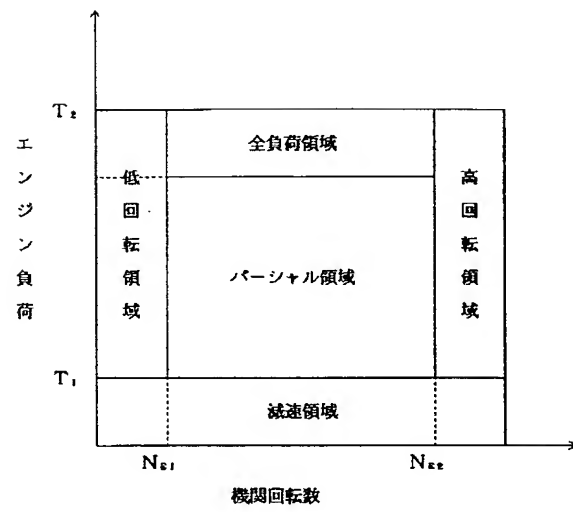 T₂
エンジン負荷
全負荷領域
低回転領域
高回転領域
パーシャル領域
T₁
減速領域
Nε1
Nε2
機関回転数